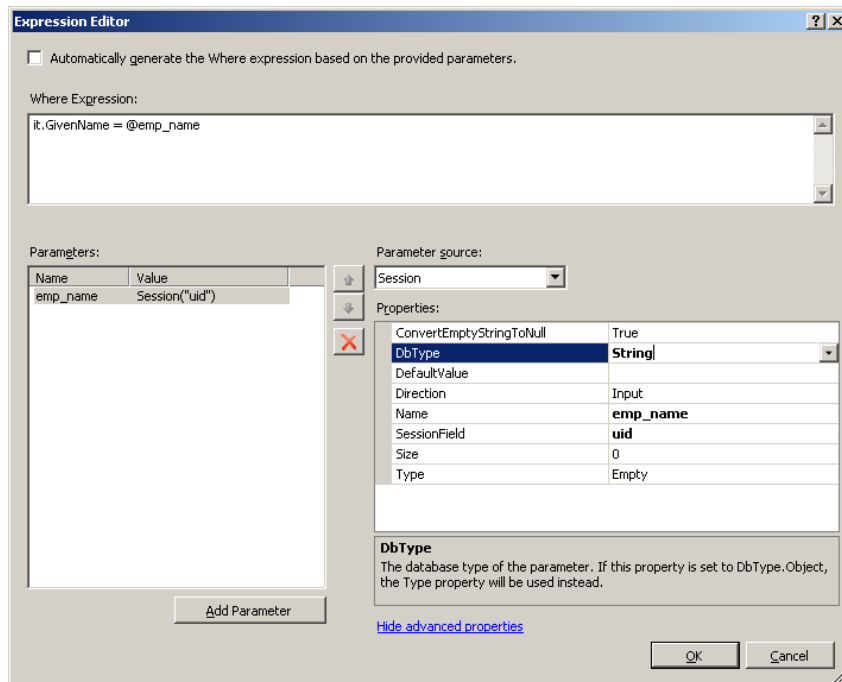 Expression Editor
Automatically generate the Where expression based on the provided parameters.
Where Expression:
it.GivenName = @emp_name
Parameters:
Name Value
emp_name Session("uid")
Add Parameter
Parameter source:
Session
Properties:
ConvertEmptyStringToNull True
DbType String
DefaultValue
Direction Input
Name emp_name
SessionField uid
Size 0
Type Empty
DbType
The database type of the parameter. If this property is set to DbType.Object,
the Type property will be used instead.
Hide advanced properties
OK Cancel